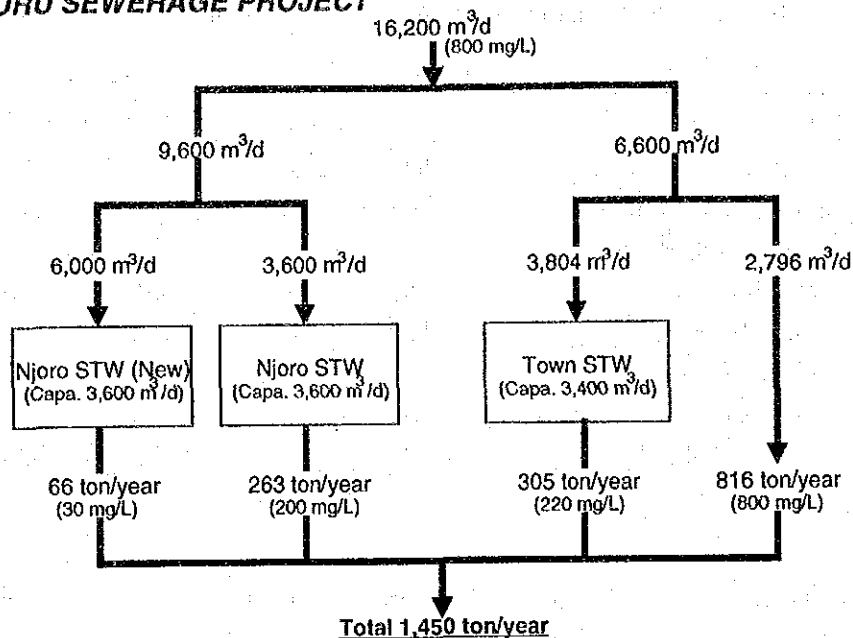 SEWERAGE PROJECT
16,200 m³/d
(800 mg/L)
9,600 m³/d
6,600 m³/d
6,000 m³/d
3,600 m³/d
3,804 m³/d
2,796 m³/d
Njoro STW (New)
(Capa. 3,600 m³/d)
Njoro STW
(Capa. 3,600 m³/d)
Town STW
(Capa. 3,400 m³/d)
66 ton/year
(30 mg/L)
263 ton/year
(200 mg/L)
305 ton/year
(220 mg/L)
816 ton/year
(800 mg/L)
Total 1,450 ton/year